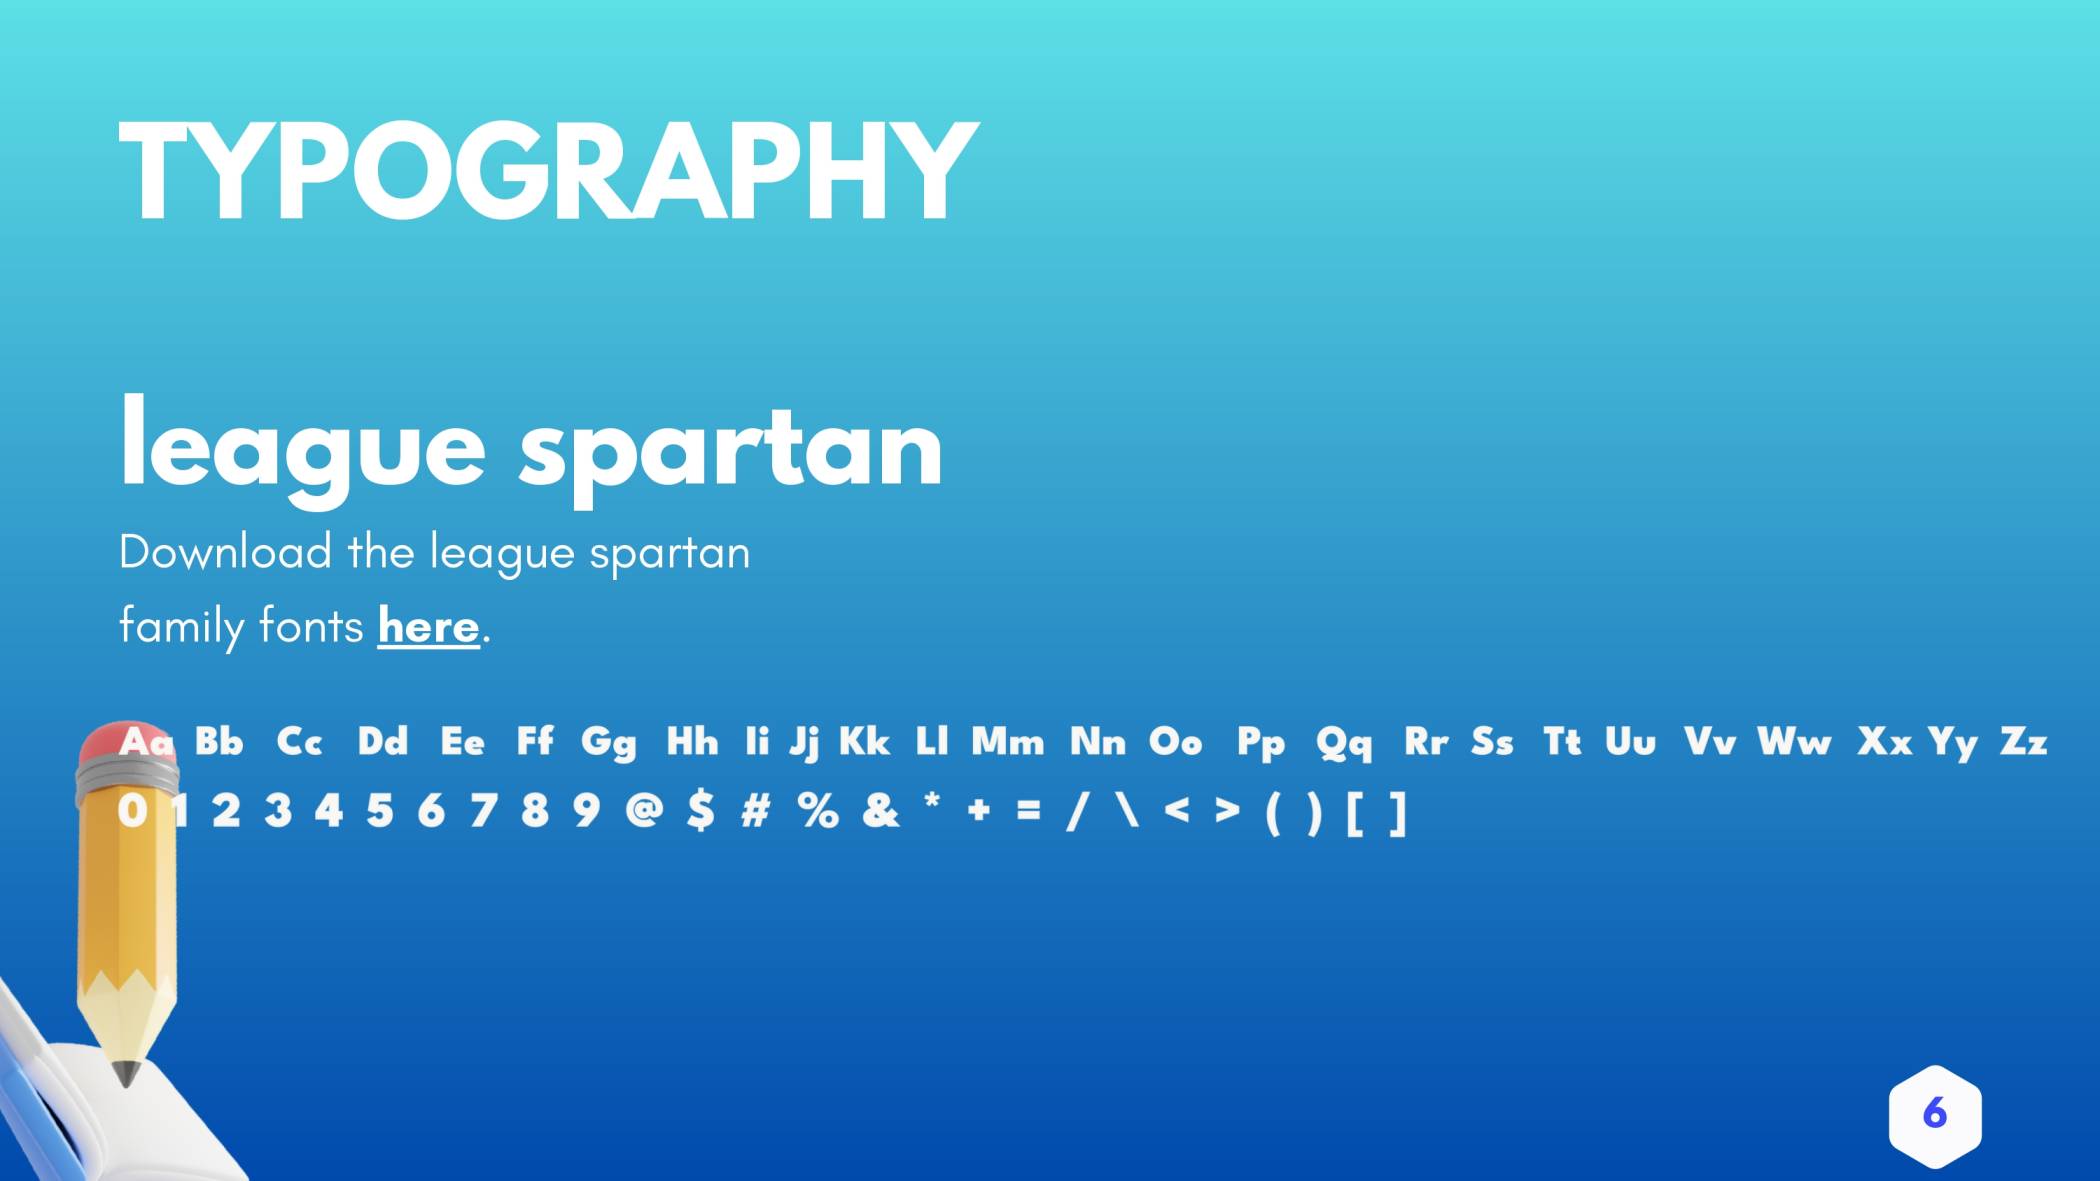 TYPOGRAPHY
league spartan
Download the league spartan
family fonts here.
Aa Bb Cc Dd Ee Ff Gg Hh Ii Jj Kk Ll Mm Nn Oo Pp Qq Rr Ss Tt Uu Vv Ww Xx Yy Zz
0 1 2 3 4 5 6 7 8 9 @ $ # % & * + = / \ < > ( ) [ ]
6